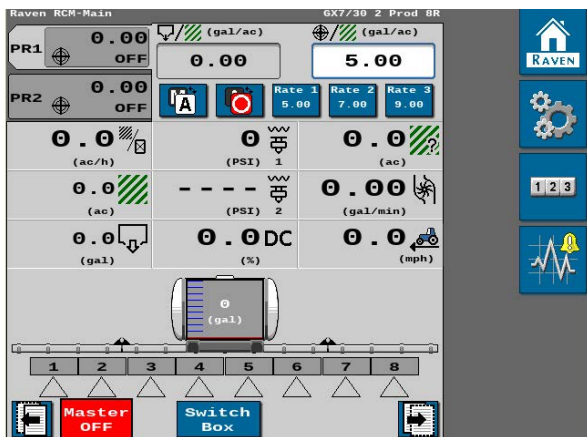 Raven RCM-Main GX7/30 2 Prod 8R
PR1 0.00 OFF
PR2 0.00 OFF
(gal/ac) (gal/ac)
0.00 5.00
A
Rate 1 5.00 Rate 2 7.00 Rate 3 9.00
0.0 (ac/h) 0 (PSI) 1 0.0 ? (ac)
0.0 (ac) ---- (PSI) 2 0.00 (gal/min)
0.0 (gal) 0.0 DC (%) 0.0 (mph)
0
(gal)
1 2 3 4 5 6 7 8
Master OFF
Switch Box
RAVEN
1 2 3